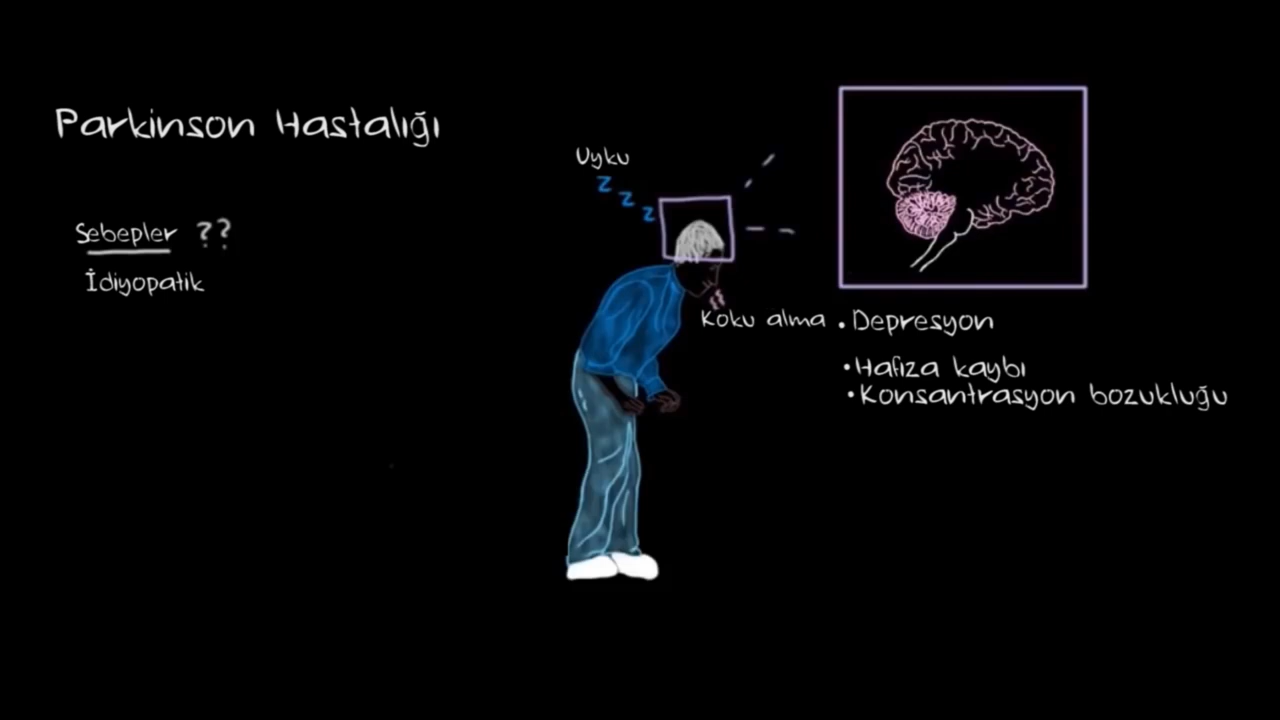 Parkinson Hastalığı
Sebepler ??
İdiyopatik
Uyku
z
z
z
Koku alma
• Depresyon
• Hafıza kaybı
• Konsantrasyon bozukluğu